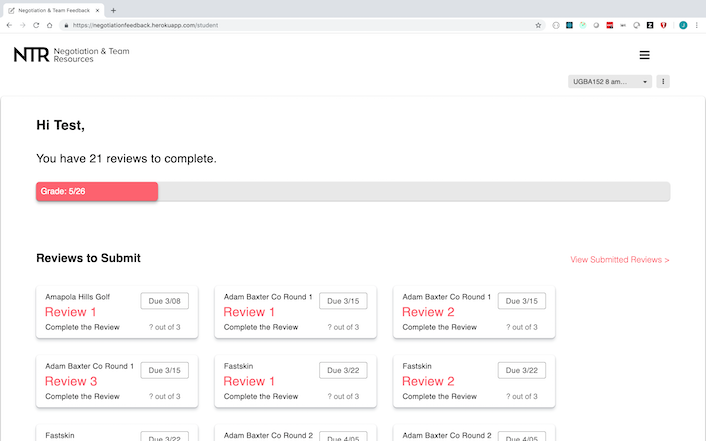 Negotiation & Team Feedback
https://negotiationfeedback.herokuapp.com/student
NTR Negotiation & Team
Resources
UGBA152 8 am...
Hi Test,
You have 21 reviews to complete.
Grade: 5/26
Reviews to Submit
View Submitted Reviews >
Amapola Hills Golf
Due 3/08
Review 1
Complete the Review
? out of 3
Adam Baxter Co Round 1
Due 3/15
Review 1
Complete the Review
? out of 3
Adam Baxter Co Round 1
Due 3/15
Review 2
Complete the Review
? out of 3
Adam Baxter Co Round 1
Due 3/15
Review 3
Complete the Review
? out of 3
Fastskin
Due 3/22
Review 1
Complete the Review
? out of 3
Fastskin
Due 3/22
Review 2
Complete the Review
? out of 3
Fastskin
Due 3/22
Adam Baxter Co Round 2
Due 4/05
Adam Baxter Co Round 2
Due 4/05